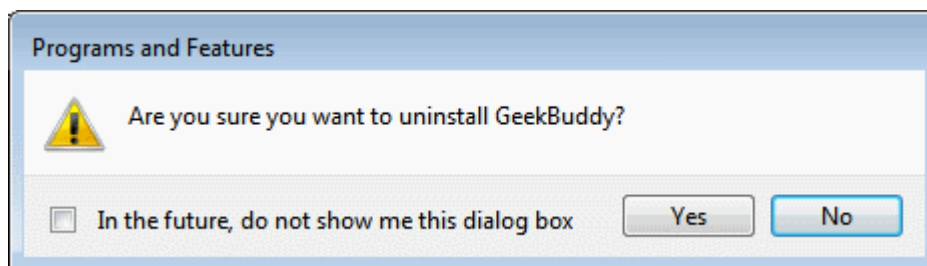 Programs and Features
Are you sure you want to uninstall GeekBuddy?
In the future, do not show me this dialog box
Yes
No